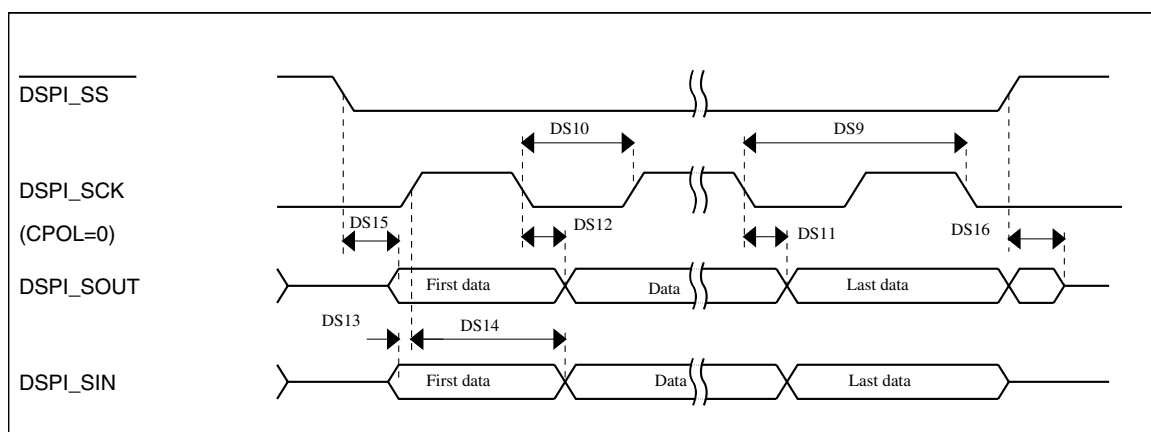 DSPI_SS
DS10
DS9
DSPI_SCK
(CPOL=0)
DS15
DS12
DS11
DS16
DSPI_SOUT
First data
Data
Last data
DS13
DS14
DSPI_SIN
First data
Data
Last data